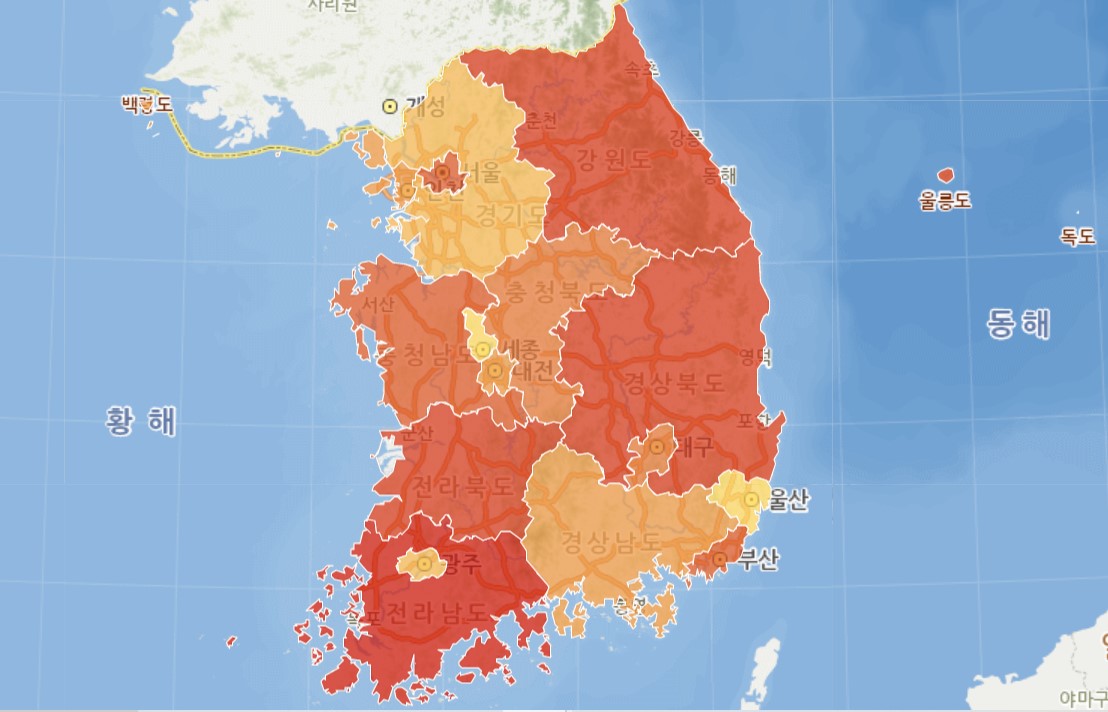 사리원
백령도
개성
속초
춘천
강릉
강원도
서울
동해
인천
울릉도
경기도
독도
충청북도
서산
동해
세종
충청남도
영덕
대전
경상북도
황해
포항
군산
대구
전라북도
울산
경상남도
부산
광주
통영
목포
전라남도
야마구